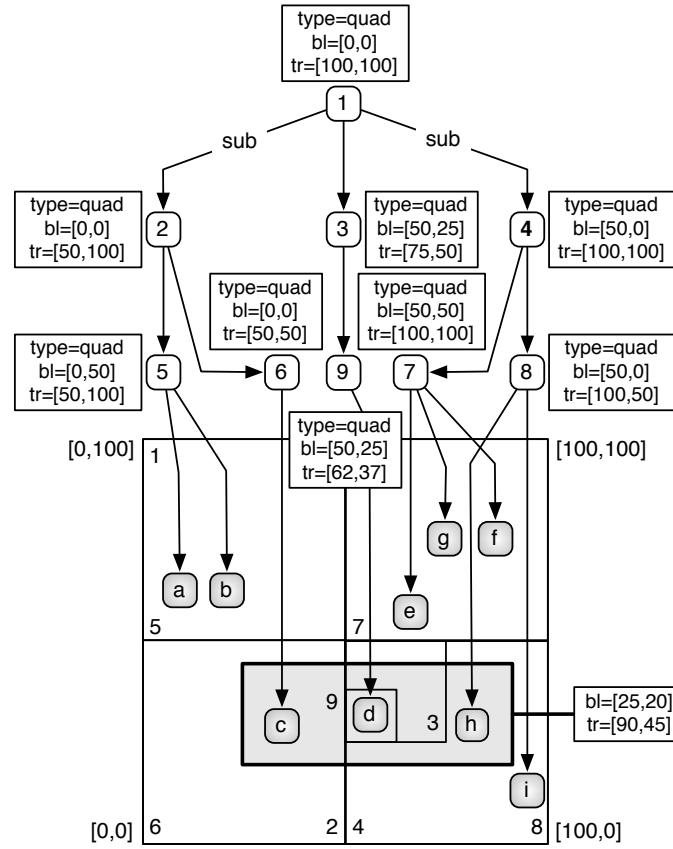 type=quad
bl=[0,0]
tr=[100,100]
1
sub
sub
type=quad
bl=[0,0]
tr=[50,100]
2
3
type=quad
bl=[50,25]
tr=[75,50]
4
type=quad
bl=[50,0]
tr=[100,100]
type=quad
bl=[0,0]
tr=[50,50]
type=quad
bl=[50,50]
tr=[100,100]
type=quad
bl=[0,50]
tr=[50,100]
5
6
9
7
8
type=quad
bl=[50,0]
tr=[100,50]
type=quad
bl=[50,25]
tr=[62,37]
[0,100]
1
[100,100]
g
f
a
b
e
5
7
c
9
d
3
h
bl=[25,20]
tr=[90,45]
i
[0,0]
6
2
4
8
[100,0]